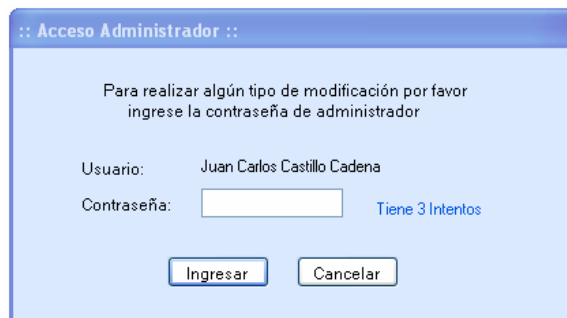 :: Acceso Administrador ::
Para realizar algún tipo de modificación por favor
ingrese la contraseña de administrador
Usuario: Juan Carlos Castillo Cadena
Contraseña: Tiene 3 Intentos
Ingresar Cancelar